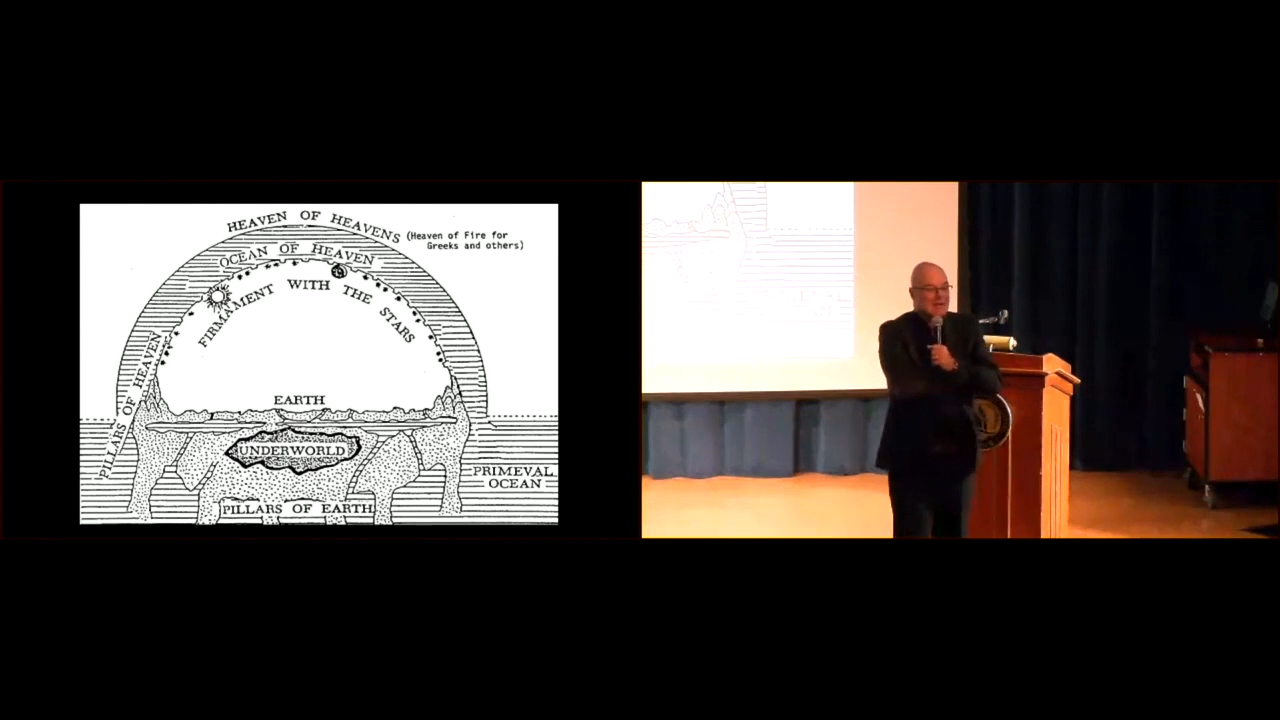 HEAVEN OF HEAVENS
(Heaven of Fire for
Greeks and others)
OCEAN OF HEAVEN
FIRMAMENT WITH THE STARS
PILLARS OF HEAVEN
EARTH
UNDERWORLD
PRIMEVAL
OCEAN
PILLARS OF EARTH